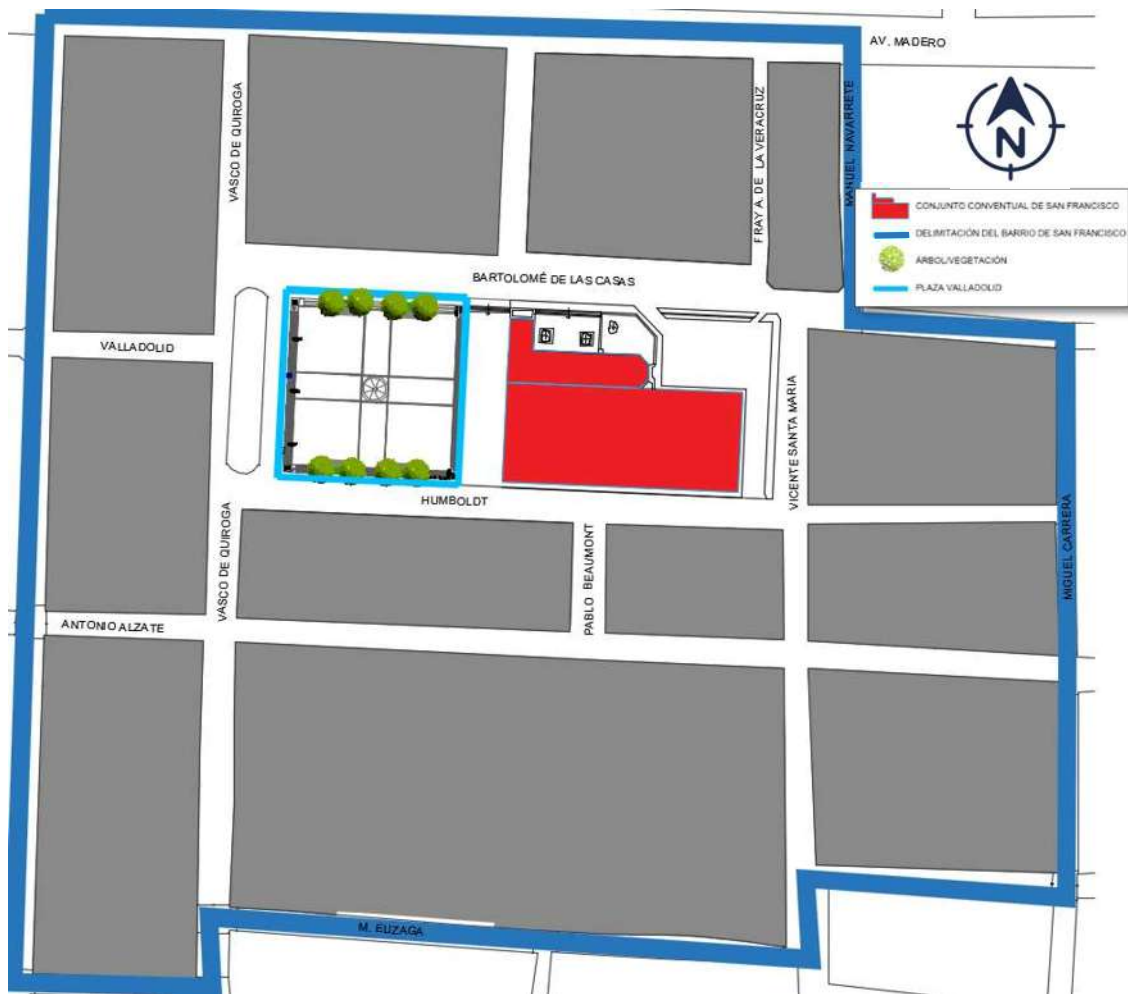 AV. MADERO
VASCO DE QUIROGA
FRAY A. DE LA VERACRUZ
MANUEL NAVARRETE
N
CONJUNTO CONVENTUAL DE SAN FRANCISCO
DELIMITACIÓN DEL BARRIO DE SAN FRANCISCO
ÁRBOL/VEGETACIÓN
PLAZA VALLADOLID
BARTOLOMÉ DE LAS CASAS
VALLADOLID
VICENTE SANTA MARIA
HUMBOLDT
VASCO DE QUIROGA
PABLO BEAUMONT
MIGUEL CARRERA
ANTONIO ALZATE
M. ELIZAGA